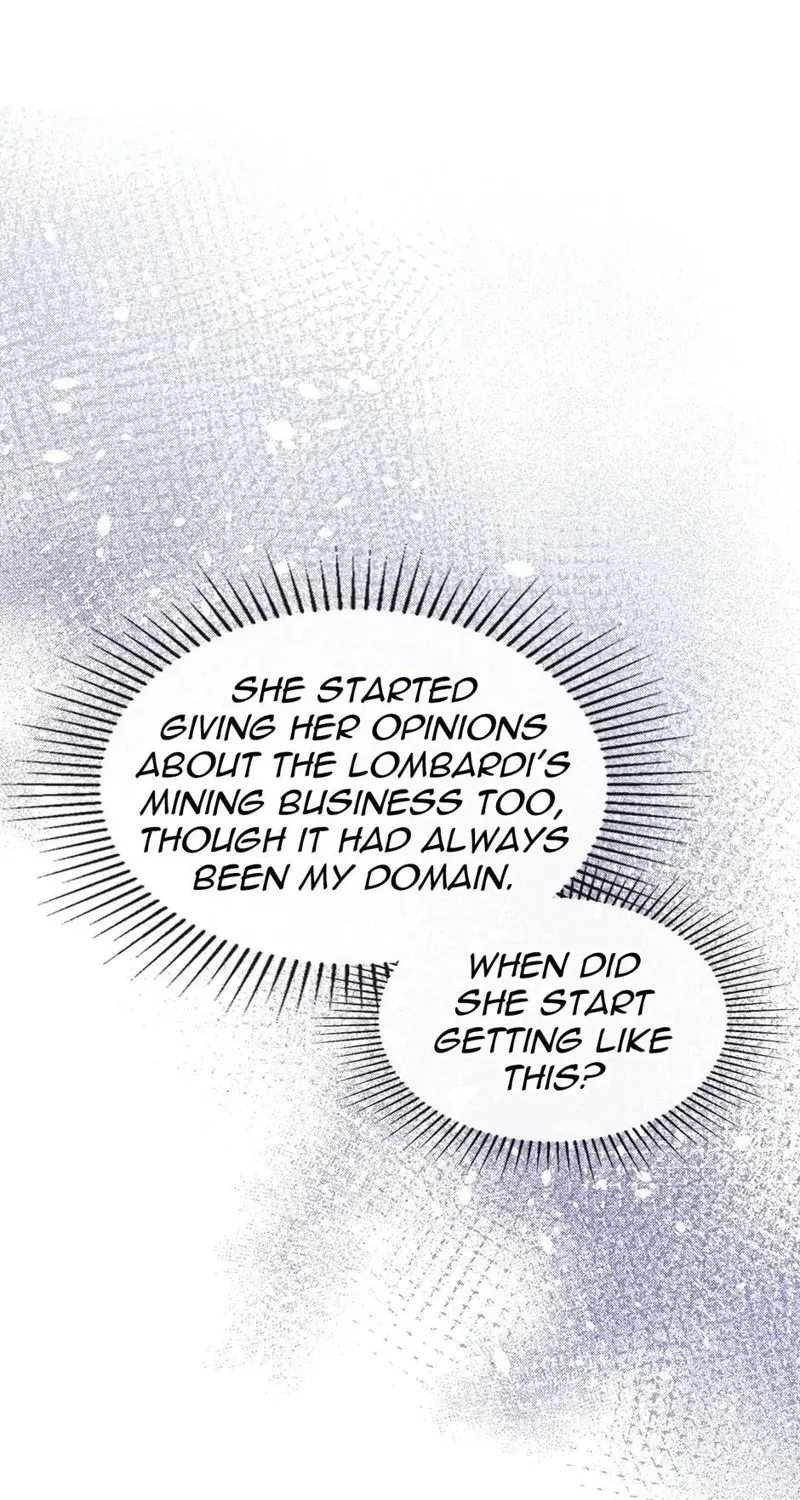 SHE STARTED
GIVING HER OPINIONS
ABOUT THE LOMBARDI'S
MINING BUSINESS TOO,
THOUGH IT HAD ALWAYS
BEEN MY DOMAIN.
WHEN DID
SHE START
GETTING LIKE
THIS?